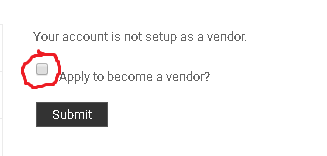 Your account is not setup as a vendor.
Apply to become a vendor?
Submit